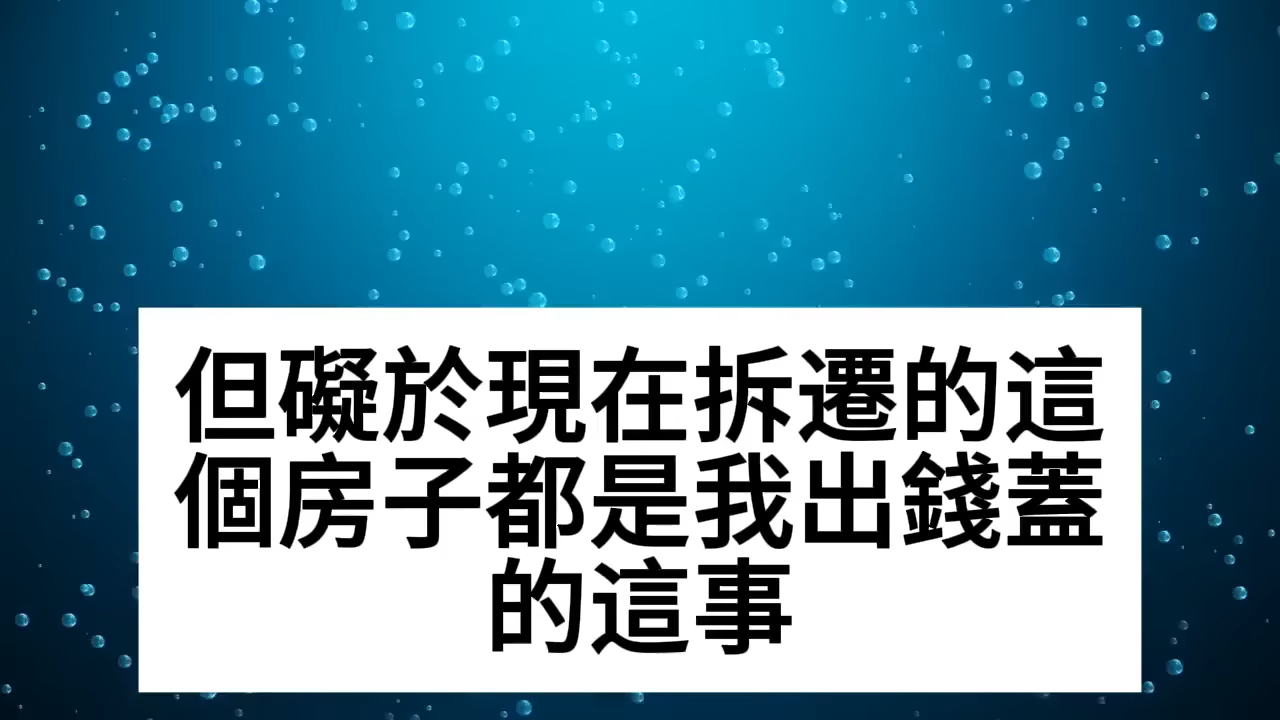 但礙於現在拆遷的這
個房子都是我出錢蓋
的這事